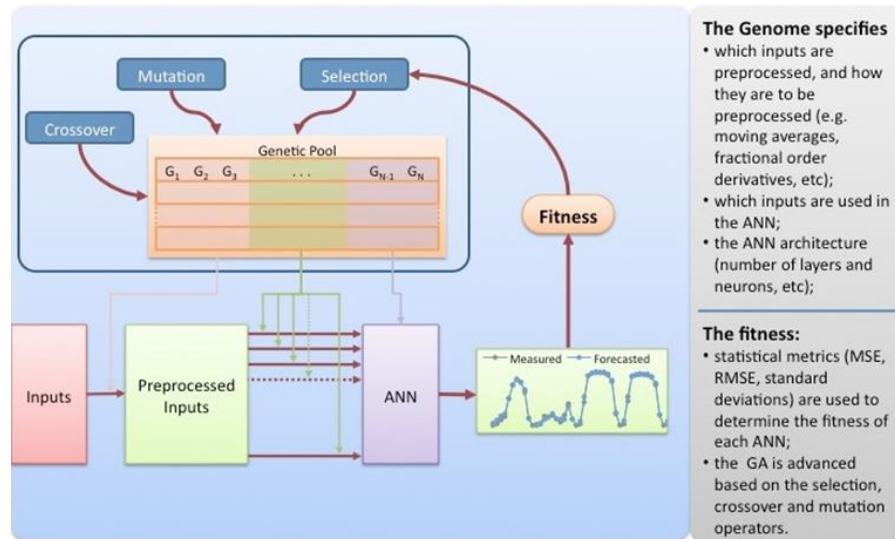 Mutation
Selection
Crossover
Genetic Pool
G1 G2 G3 . . . GN-1 GN
Fitness
Inputs
Preprocessed
Inputs
ANN
Measured Forecasted
The Genome specifies
• which inputs are
preprocessed, and how
they are to be
preprocessed (e.g.
moving averages,
fractional order
derivatives, etc);
• which inputs are used in
the ANN;
• the ANN architecture
(number of layers and
neurons, etc);
The fitness:
• statistical metrics (MSE,
RMSE, standard
deviations) are used to
determine the fitness of
each ANN;
• the GA is advanced
based on the selection,
crossover and mutation
operators.